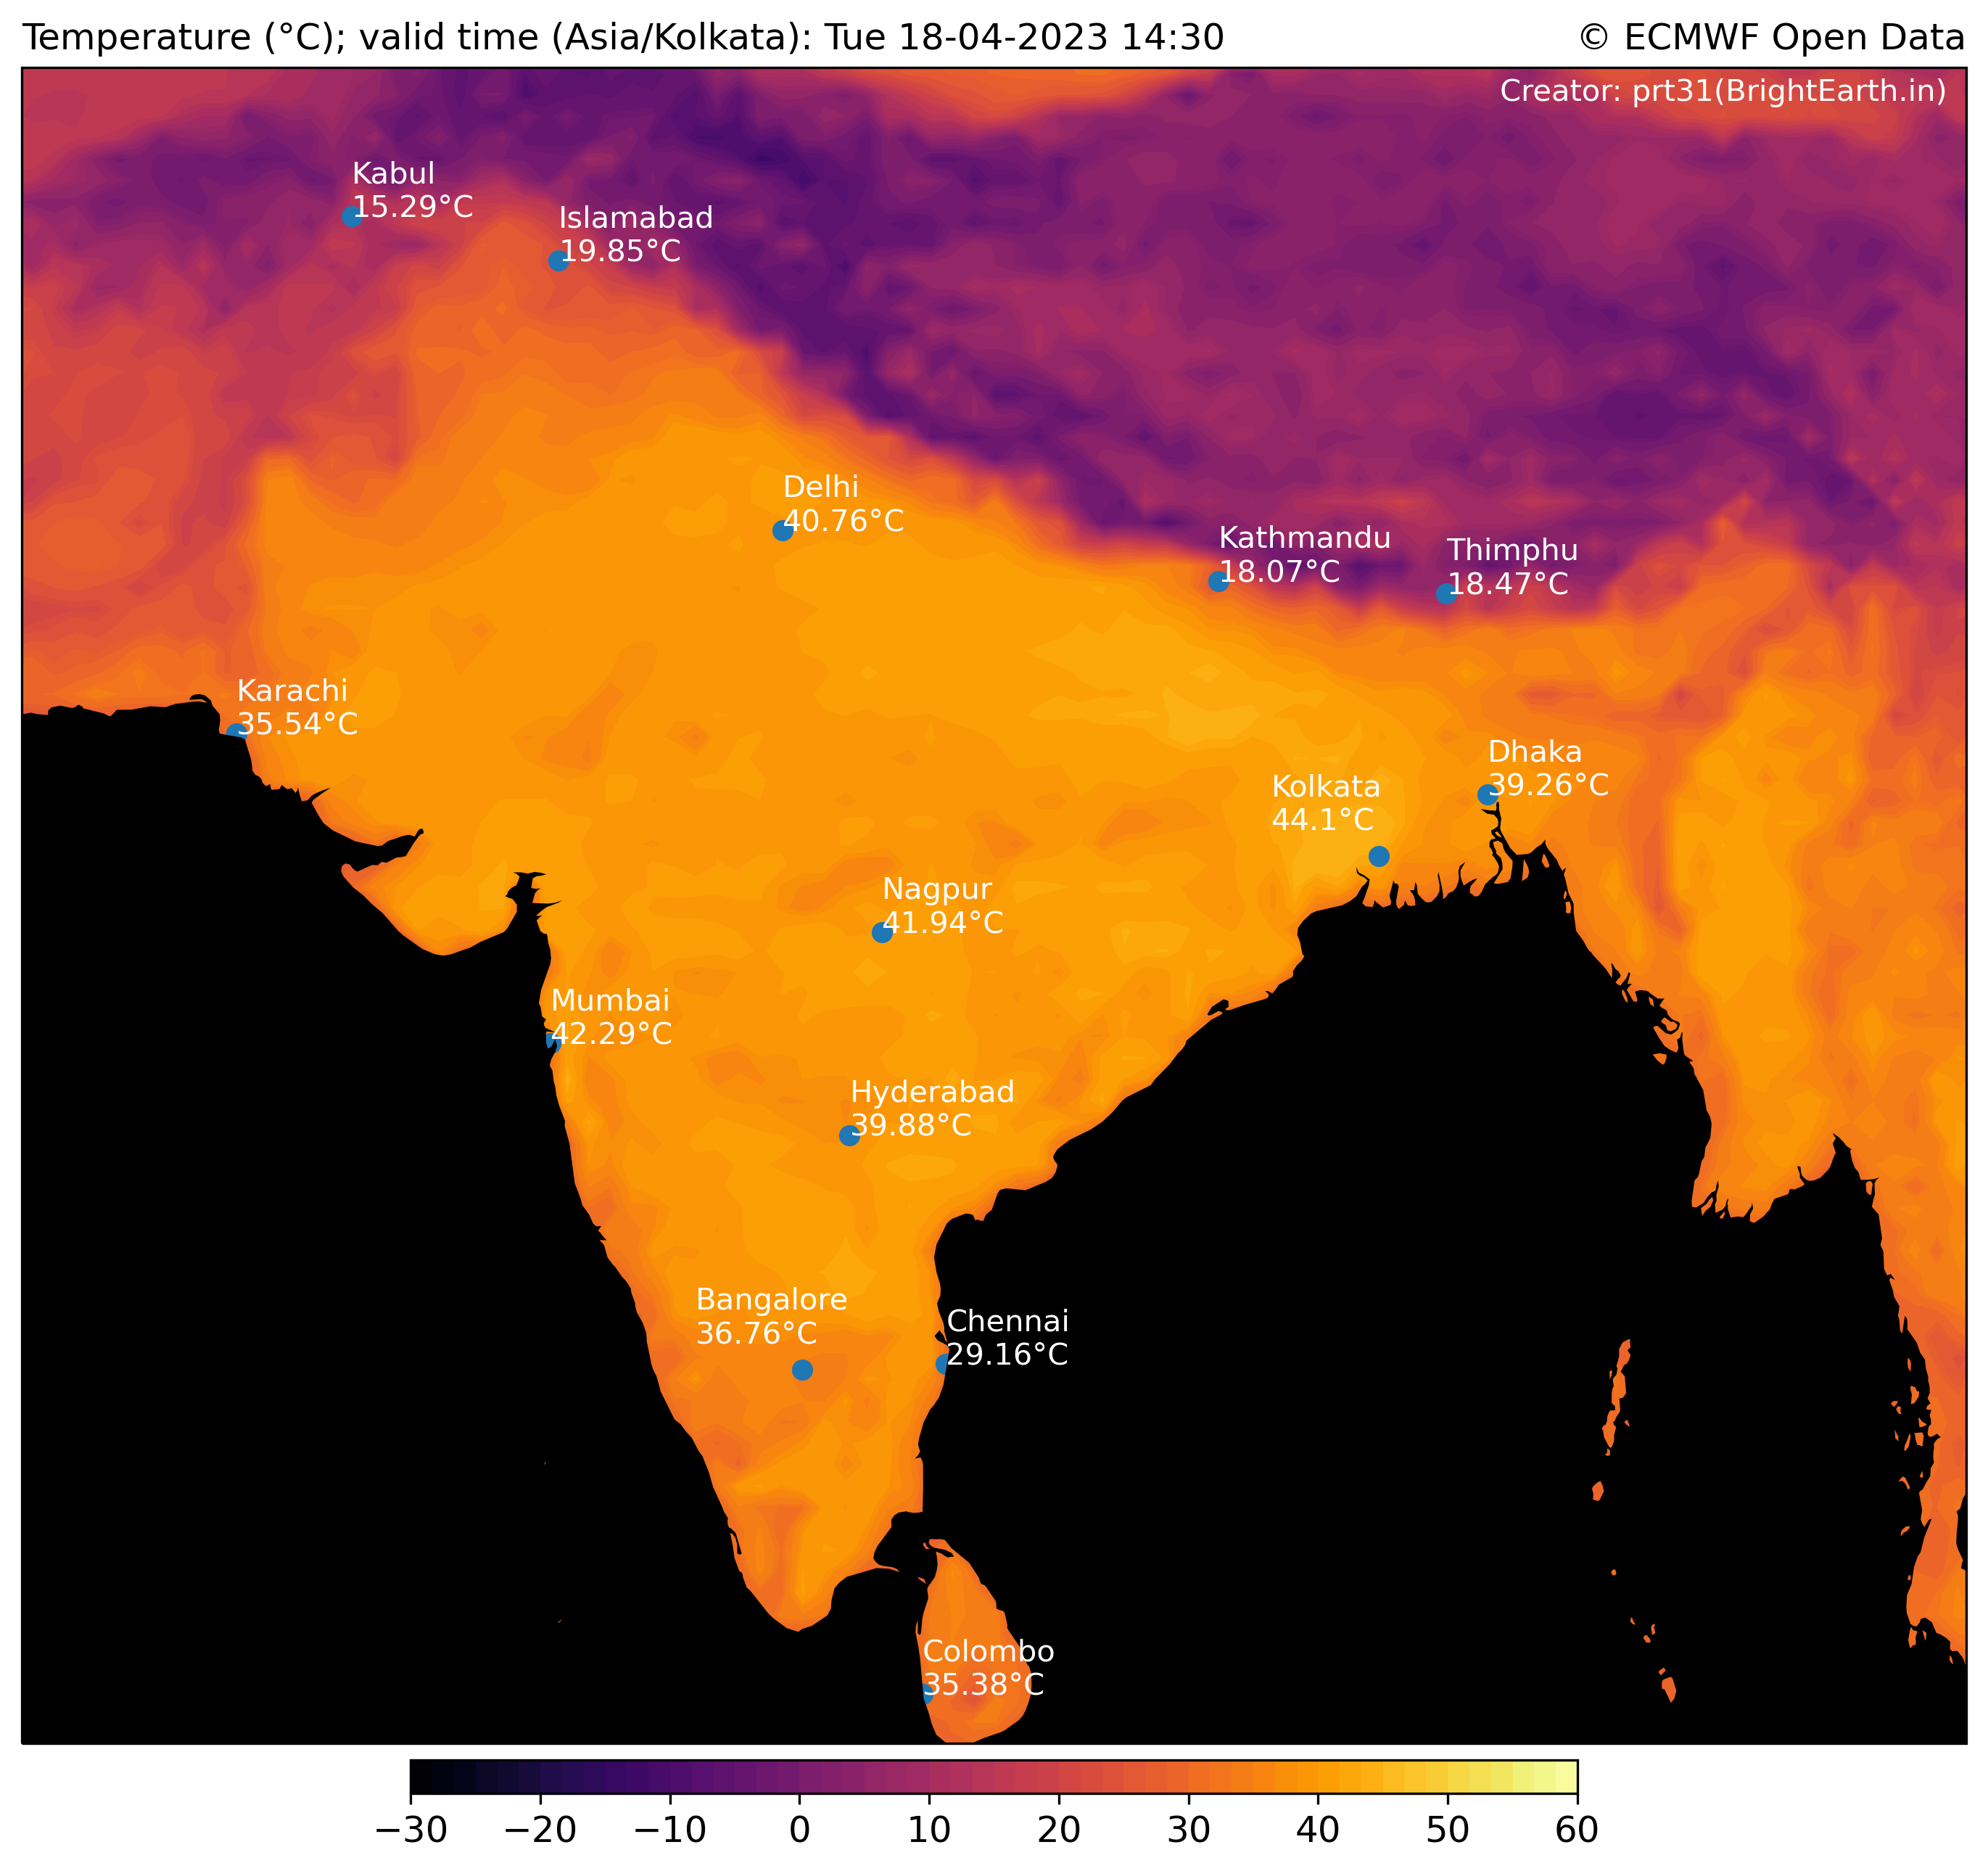 Temperature (°C); valid time (Asia/Kolkata): Tue 18-04-2023 14:30
© ECMWF Open Data
Creator: prt31(BrightEarth.in)
Kabul
15.29°C
Islamabad
19.85°C
Delhi
40.76°C
Kathmandu
18.07°C
Thimphu
18.47°C
Karachi
35.54°C
Dhaka
39.26°C
Kolkata
44.1°C
Nagpur
41.94°C
Mumbai
42.29°C
Hyderabad
39.88°C
Bangalore
36.76°C
Chennai
29.16°C
Colombo
35.38°C
−30 −20 −10 0 10 20 30 40 50 60